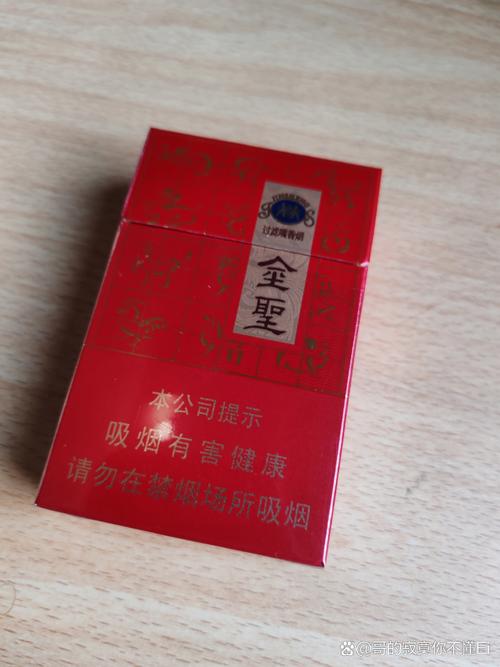 过滤嘴香烟
金聖
本公司提示
吸烟有害健康
请勿在禁烟场所吸烟
@哥的寂寞你不懂曰